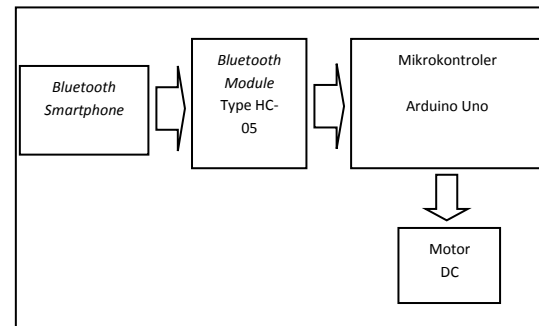 Bluetooth
Smartphone
Bluetooth
Module
Type HC-
05
Mikrokontroler
Arduino Uno
Motor
DC